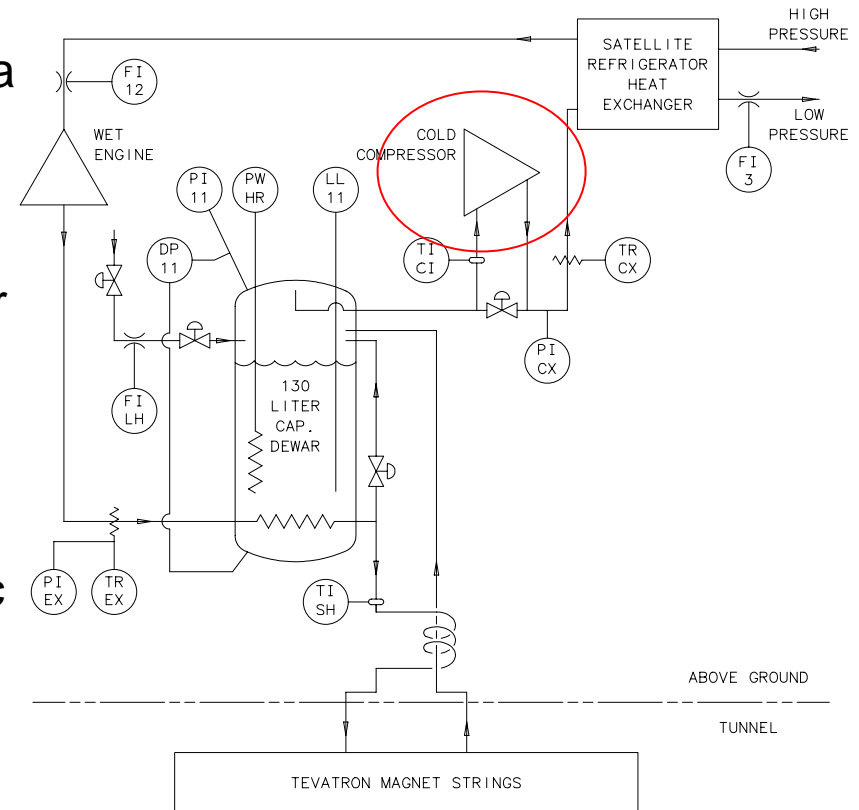 HIGH
PRESSURE
SATELLITE
REFRIGERATOR
HEAT
EXCHANGER
LOW
PRESSURE
FI
3
a
FI
12
WET
ENGINE
COLD
COMPRESSOR
PI
11
PW
HR
LL
11
DP
11
TI
CI
TR
CX
r
PI
CX
FI
LH
130
LITER
CAP.
DEWAR
c
PI
EX
TR
EX
TI
SH
ABOVE GROUND
TUNNEL
TEVATRON MAGNET STRINGS